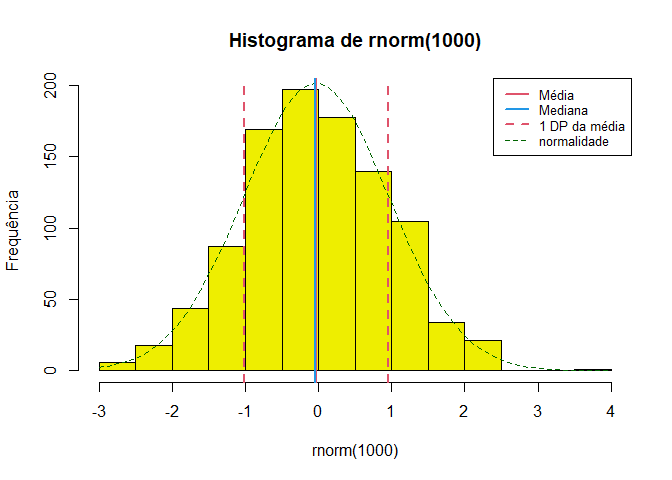 Histograma de rnorm(1000)
Média
Mediana
1 DP da média
normalidade
Frequência
200
150
100
50
0
-3 -2 -1 0 1 2 3 4
rnorm(1000)